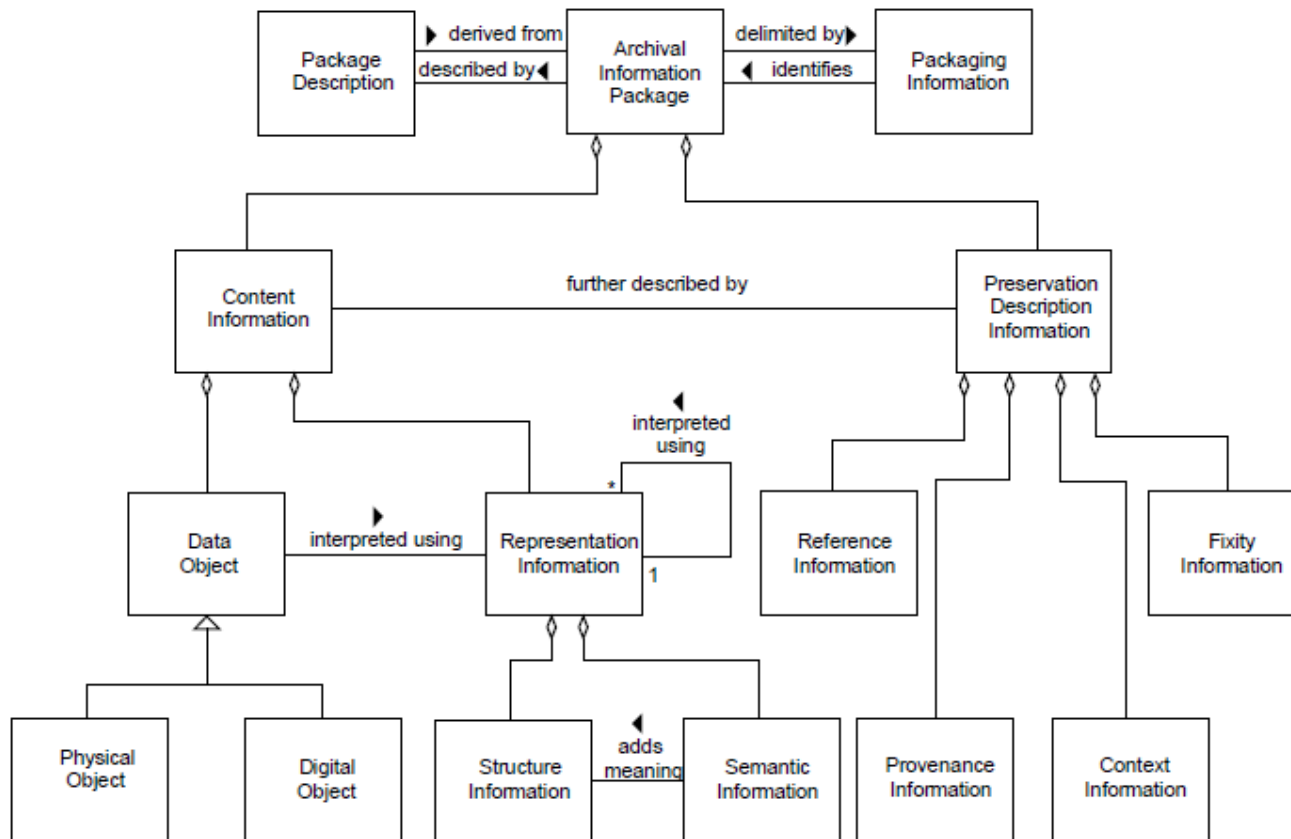 Package
Description
derived from
described by
Archival
Information
Package
delimited by
identifies
Packaging
Information
Content
Information
further described by
Preservation
Description
Information
interpreted
using
*
1
Data
Object
interpreted using
Representation
Information
Reference
Information
Fixity
Information
Physical
Object
Digital
Object
Structure
Information
adds
meaning
Semantic
Information
Provenance
Information
Context
Information